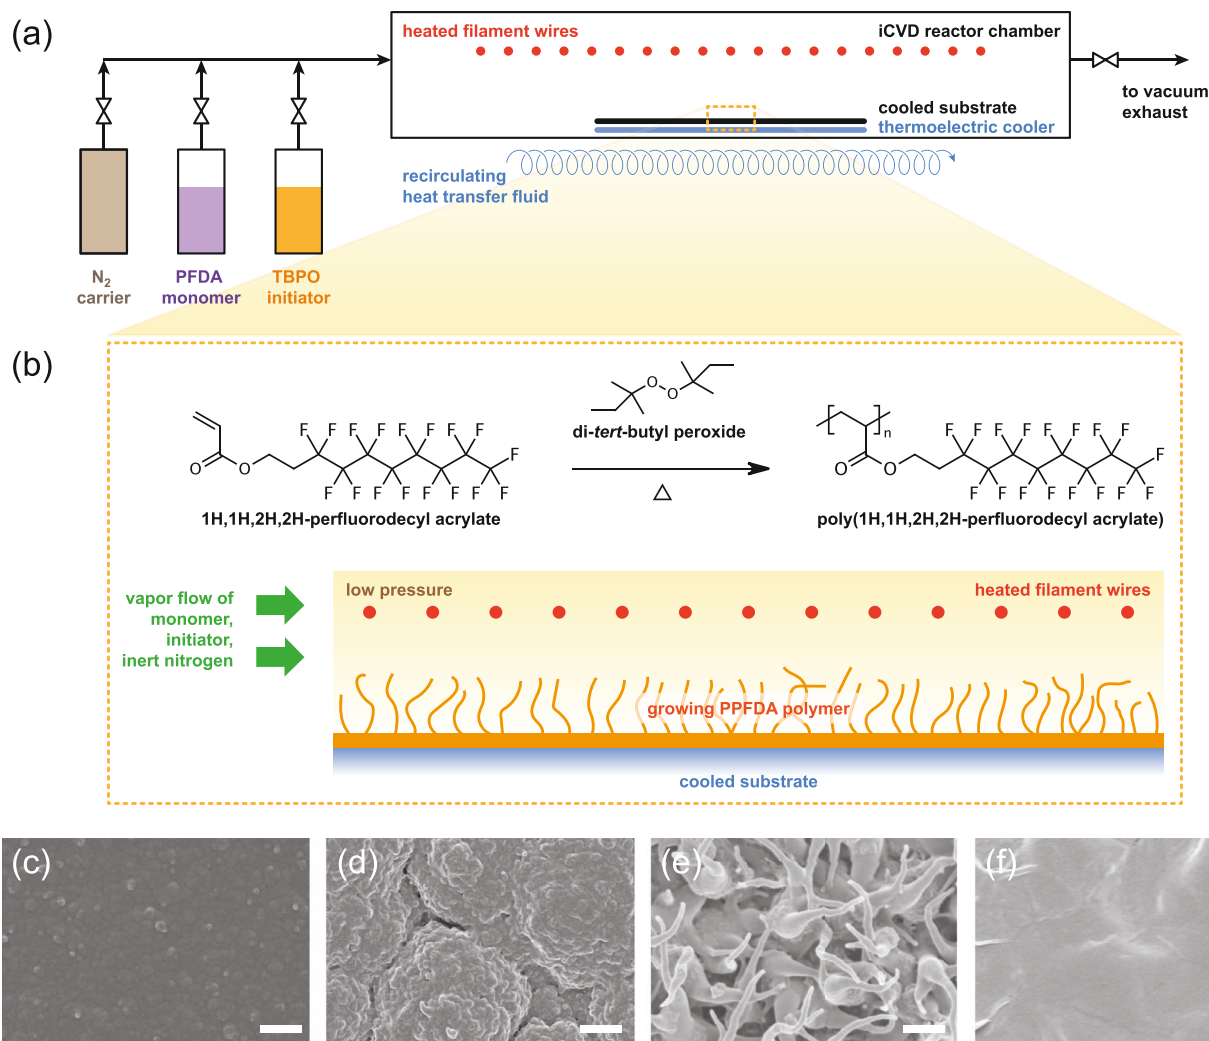 (a)
heated filament wires
iCVD reactor chamber
to vacuum
exhaust
cooled substrate
thermoelectric cooler
recirculating
heat transfer fluid
N2
carrier
PFDA
monomer
TBPO
initiator
(b)
O
O
di-tert-butyl peroxide
△
O
O
F F F F F F F F F
F F F F F F F F
1H,1H,2H,2H-perfluorodecyl acrylate
n
O
O
F F F F F F F F F
F F F F F F F F
poly(1H,1H,2H,2H-perfluorodecyl acrylate)
vapor flow of
monomer,
initiator,
inert nitrogen
low pressure
heated filament wires
growing PPFDA polymer
cooled substrate
(c)
(d)
(e)
(f)